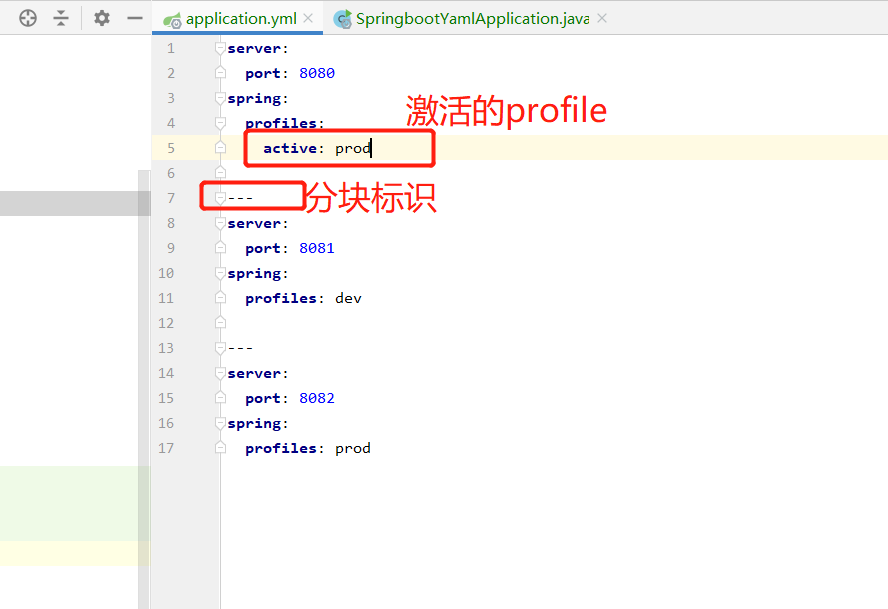 application.yml
SpringbootYamlApplication.java
1 server:
2 port: 8080
3 spring:
激活的profile
4 profiles:
5 active: prod
6
7 ---
分块标识
8 server:
9 port: 8081
10 spring:
11 profiles: dev
12
13 ---
14 server:
15 port: 8082
16 spring:
17 profiles: prod